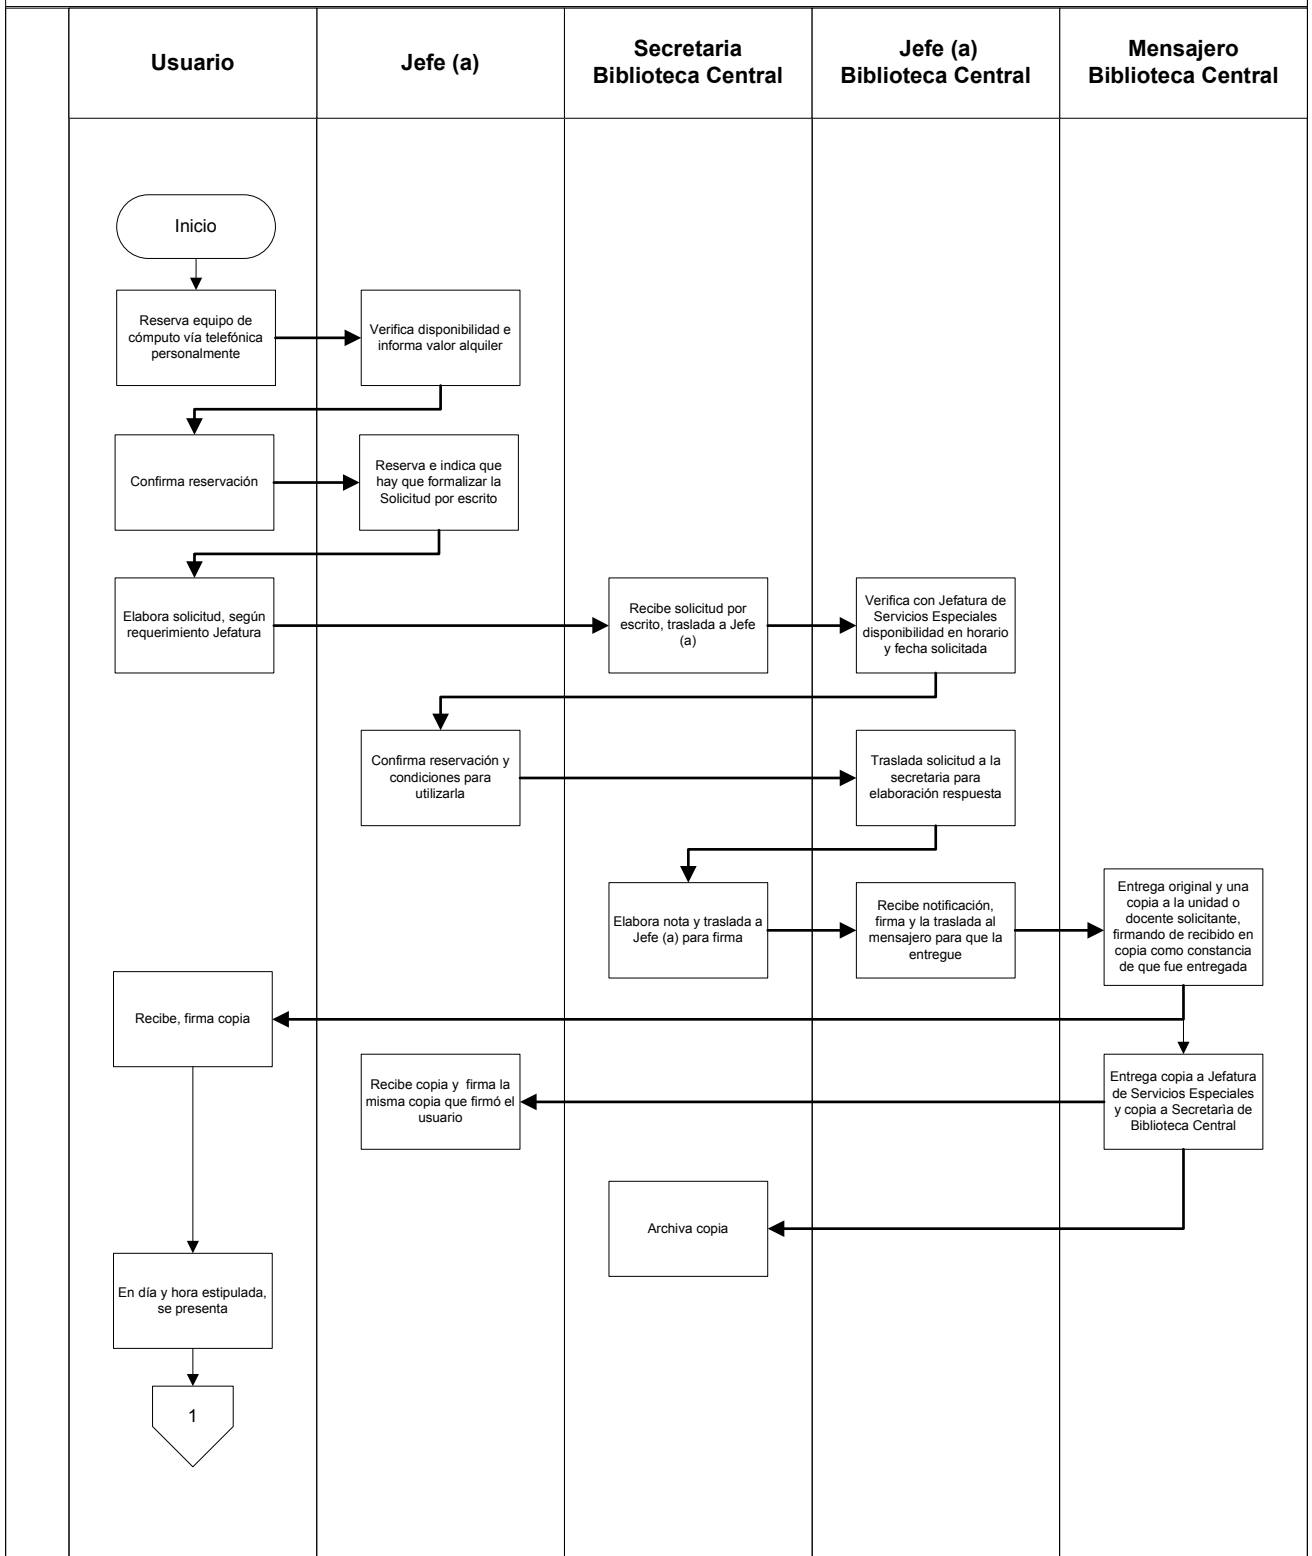 Usuario
Jefe (a)
Secretaria
Biblioteca Central
Jefe (a)
Biblioteca Central
Mensajero
Biblioteca Central
Inicio
Reserva equipo de
cómputo vía telefónica
personalmente
Verifica disponibilidad e
informa valor alquiler
Confirma reservación
Reserva e indica que
hay que formalizar la
Solicitud por escrito
Elabora solicitud, según
requerimiento Jefatura
Recibe solicitud por
escrito, traslada a Jefe
(a)
Verifica con Jefatura de
Servicios Especiales
disponibilidad en horario
y fecha solicitada
Confirma reservación y
condiciones para
utilizarla
Traslada solicitud a la
secretaria para
elaboración respuesta
Elabora nota y traslada a
Jefe (a) para firma
Recibe notificación,
firma y la traslada al
mensajero para que la
entregue
Entrega original y una
copia a la unidad o
docente solicitante,
firmando de recibido en
copia como constancia
de que fue entregada
Recibe, firma copia
Recibe copia y firma la
misma copia que firmó el
usuario
Entrega copia a Jefatura
de Servicios Especiales
y copia a Secretarìa de
Biblioteca Central
Archiva copia
En día y hora estipulada,
se presenta
1